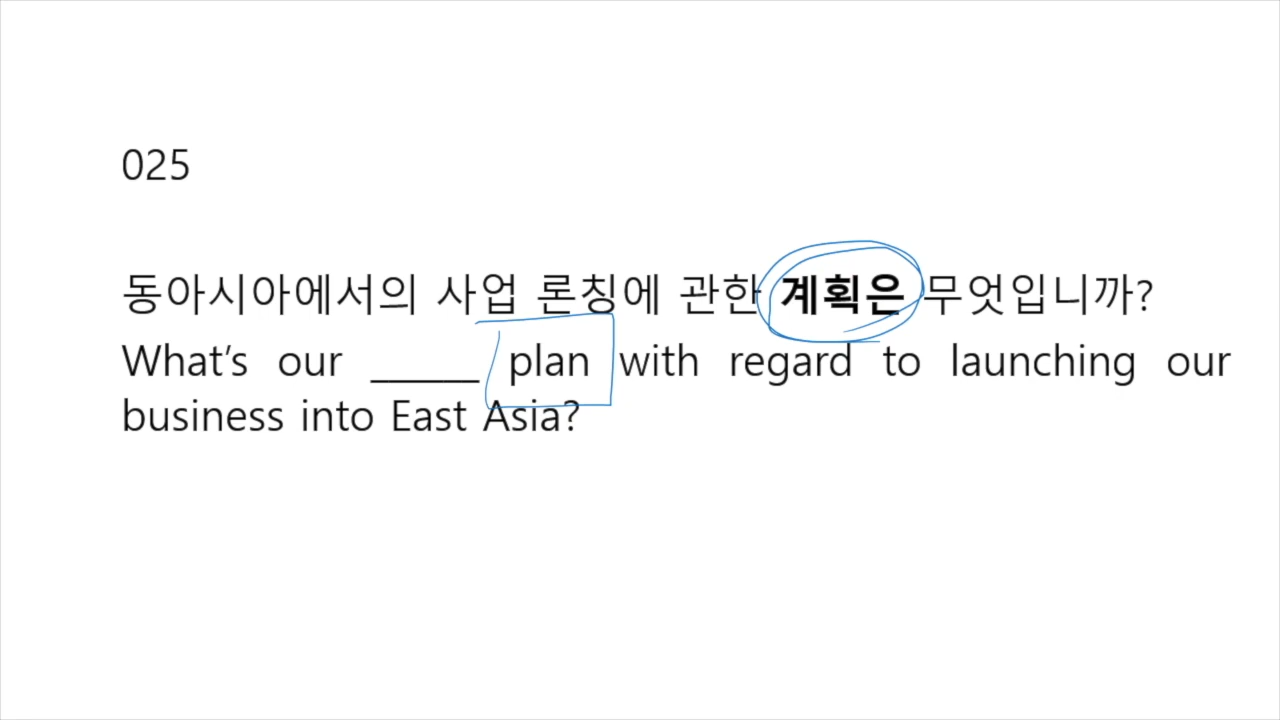 025
동아시아에서의 사업 론칭에 관한 계획은 무엇입니까?
What's our ______ plan with regard to launching our
business into East Asia?